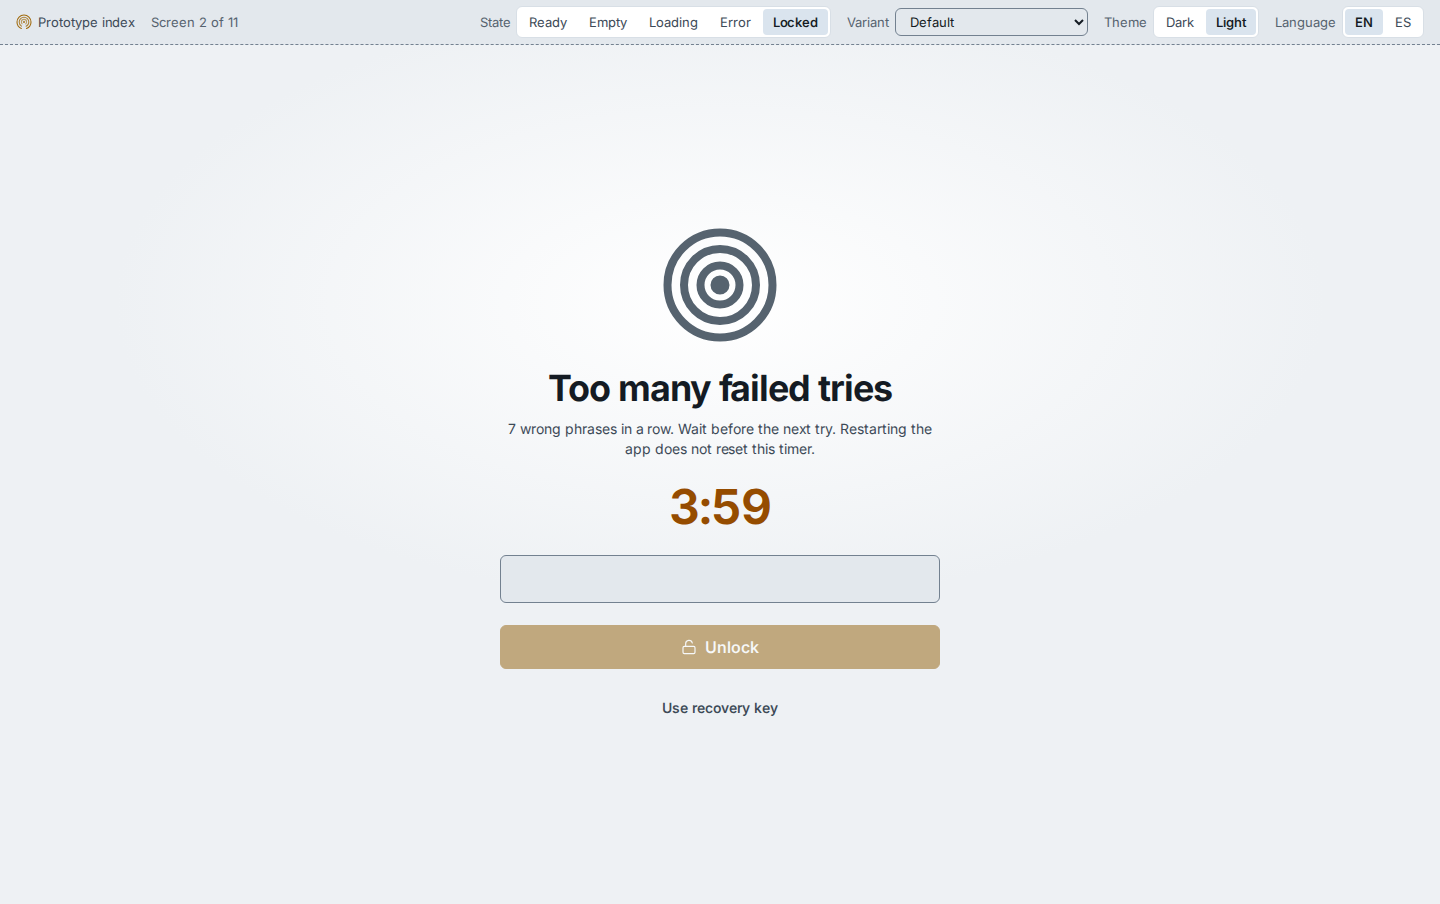 Prototype index Screen 2 of 11 State Ready Empty Loading Error Locked Variant Default Theme Dark Light Language EN ES
Too many failed tries
7 wrong phrases in a row. Wait before the next try. Restarting the
app does not reset this timer.
3:59
Unlock
Use recovery key